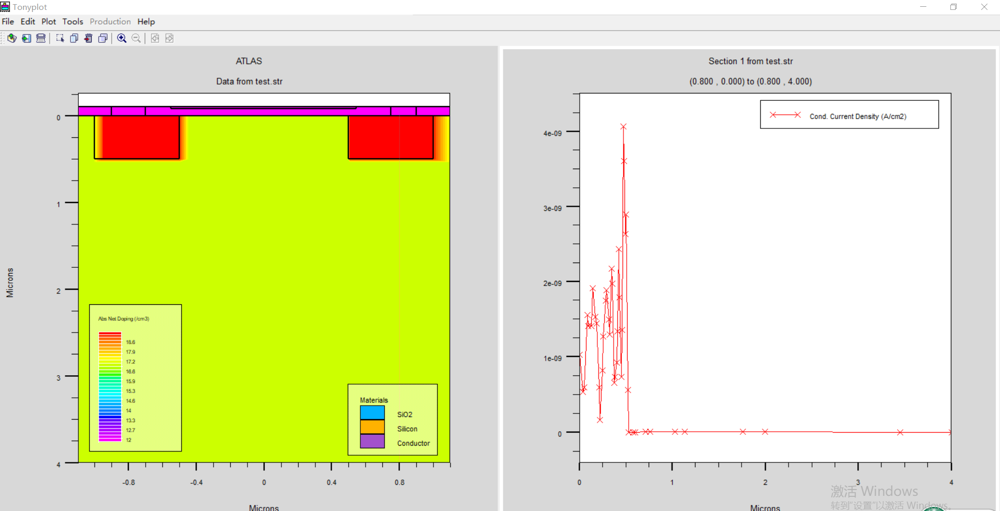 Tonyplot
File Edit Plot Tools Production Help
ATLAS
Data from test.str
0
1
2
3
4
-0.8 -0.4 0 0.4 0.8
Microns
Microns
Abs Net Doping (/cm3)
18.6
17.9
17.2
16.6
15.9
15.3
14.6
14
13.3
12.7
12
Materials
SiO2
Silicon
Conductor
Section 1 from test.str
(0.800 , 0.000) to (0.800 , 4.000)
Cond. Current Density (A/cm2)
4e-09
3e-09
2e-09
1e-09
0
0 1 2 3 4
Microns
激活 Windows
转到"设置"以激活 Windows。